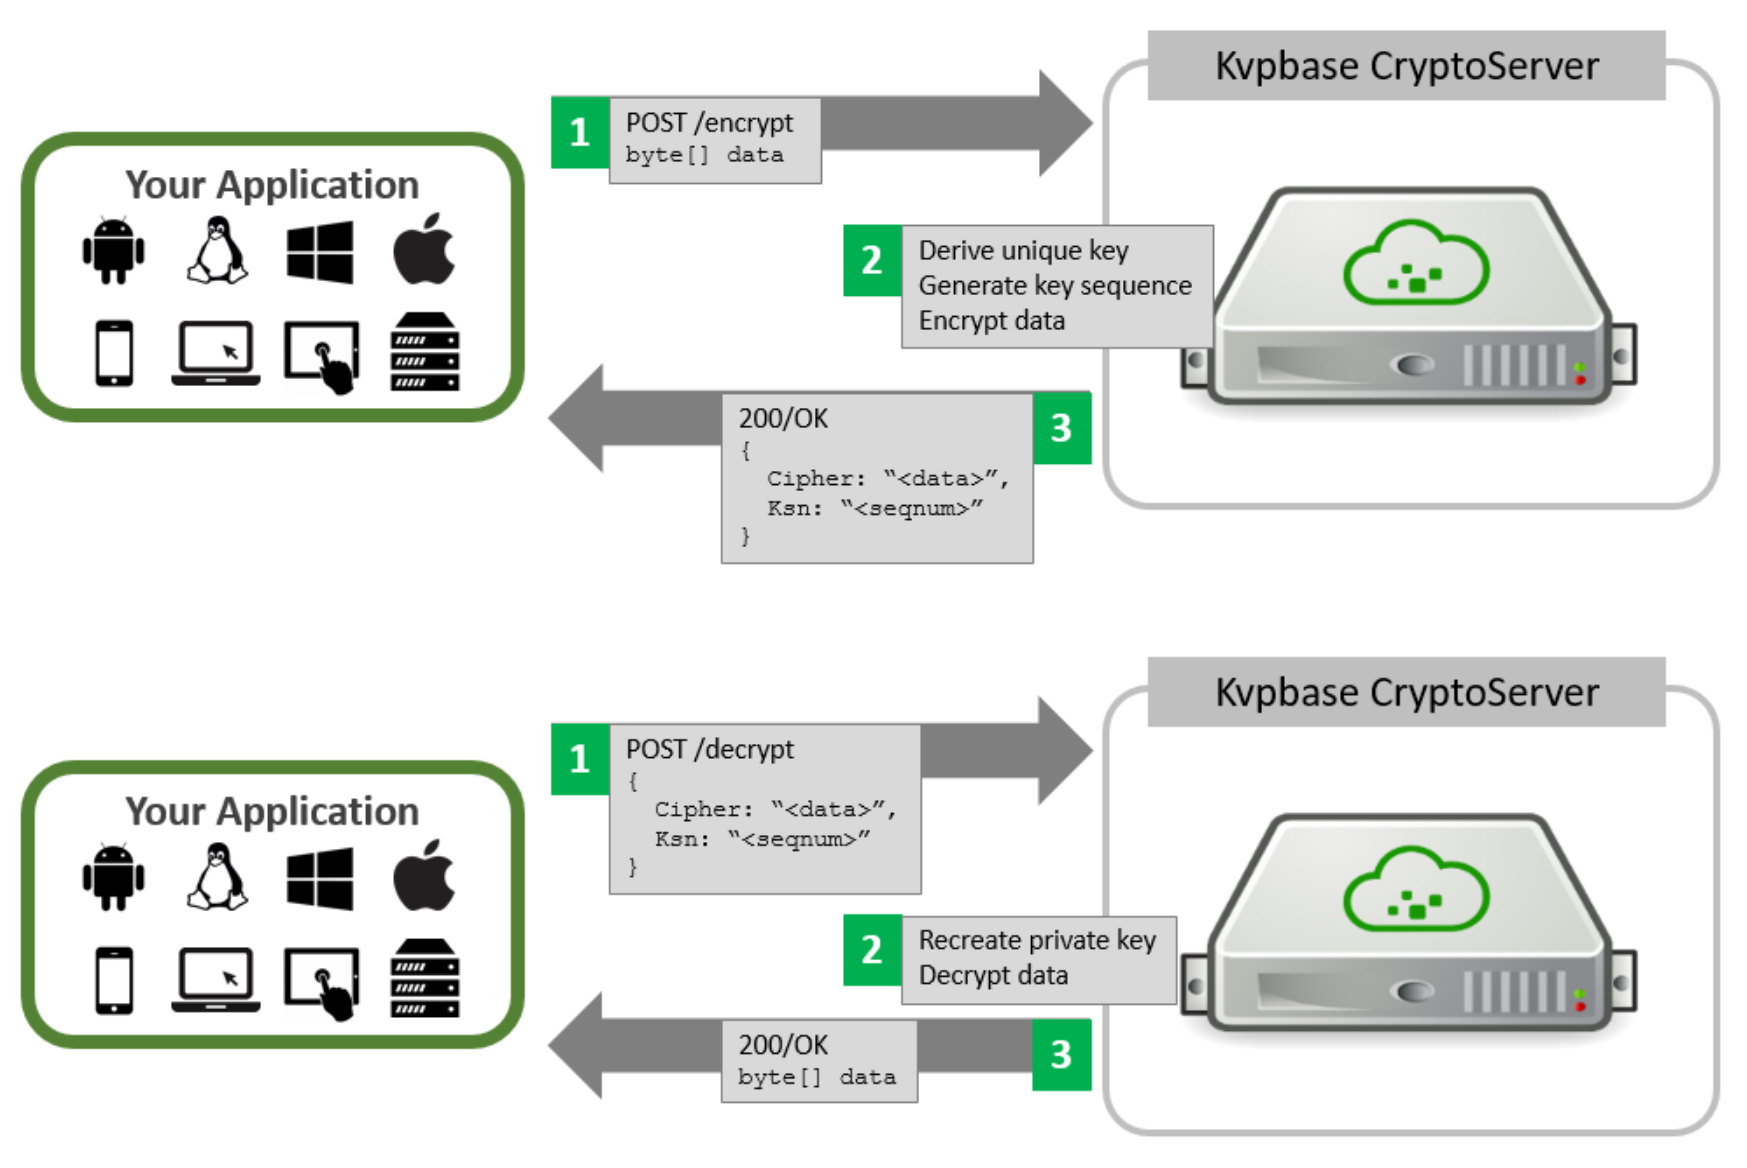 Kvpbase CryptoServer
Your Application
1
POST /encrypt
byte[] data
2
Derive unique key
Generate key sequence
Encrypt data
3
200/OK
{
Cipher: “<data>”,
Ksn: “<seqnum>”
}
Kvpbase CryptoServer
Your Application
1
POST /decrypt
{
Cipher: “<data>”,
Ksn: “<seqnum>”
}
2
Recreate private key
Decrypt data
3
200/OK
byte[] data